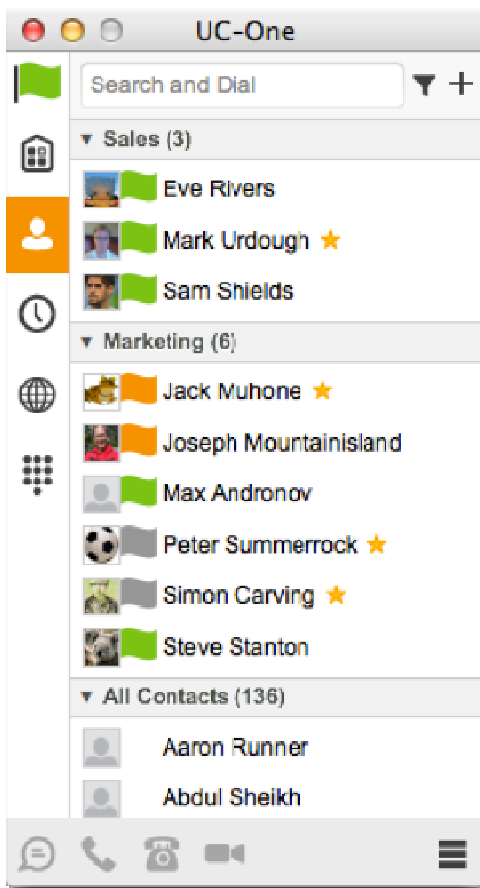 UC-One
Search and Dial
Sales (3)
Eve Rivers
Mark Urdough
Sam Shields
Marketing (6)
Jack Muhone
Joseph Mountainisland
Max Andronov
Peter Summerrock
Simon Carving
Steve Stanton
All Contacts (136)
Aaron Runner
Abdul Sheikh